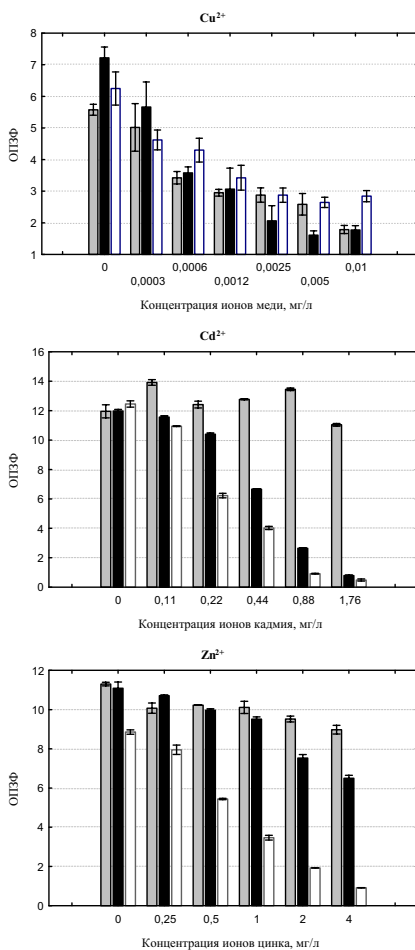 Cu²⁺
8
7
6
5
4
3
2
1
ОПЗФ
0 0,0006 0,0025 0,01
0,0003 0,0012 0,005
Концентрация ионов меди, мг/л
Cd²⁺
16
14
12
10
8
6
4
2
0
ОПЗФ
0 0,11 0,22 0,44 0,88 1,76
Концентрация ионов кадмия, мг/л
Zn²⁺
12
10
8
6
4
2
0
ОПЗФ
0 0,25 0,5 1 2 4
Концентрация ионов цинка, мг/л